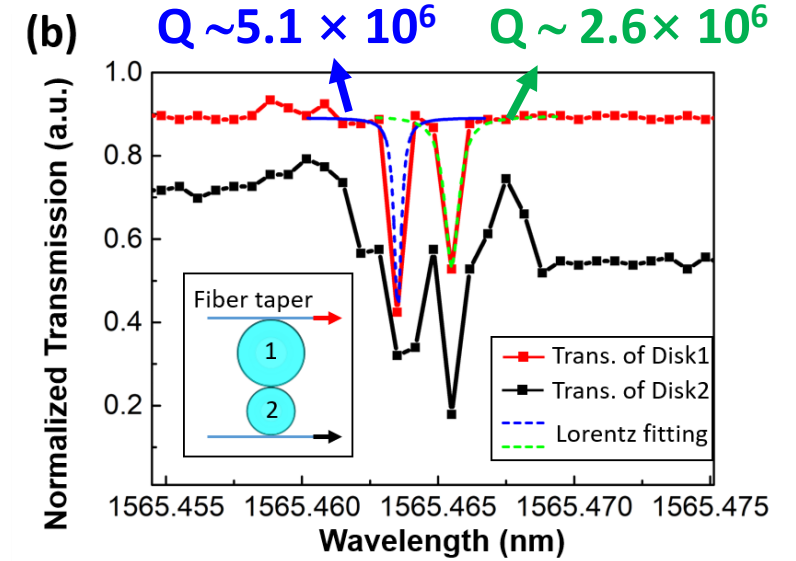 (b)
Q ~5.1 × 10⁶
Q ~ 2.6× 10⁶
Normalized Transmission (a.u.)
1.0
0.8
0.6
0.4
0.2
Fiber taper
1
2
Trans. of Disk1
Trans. of Disk2
Lorentz fitting
1565.455
1565.460
1565.465
1565.470
1565.475
Wavelength (nm)